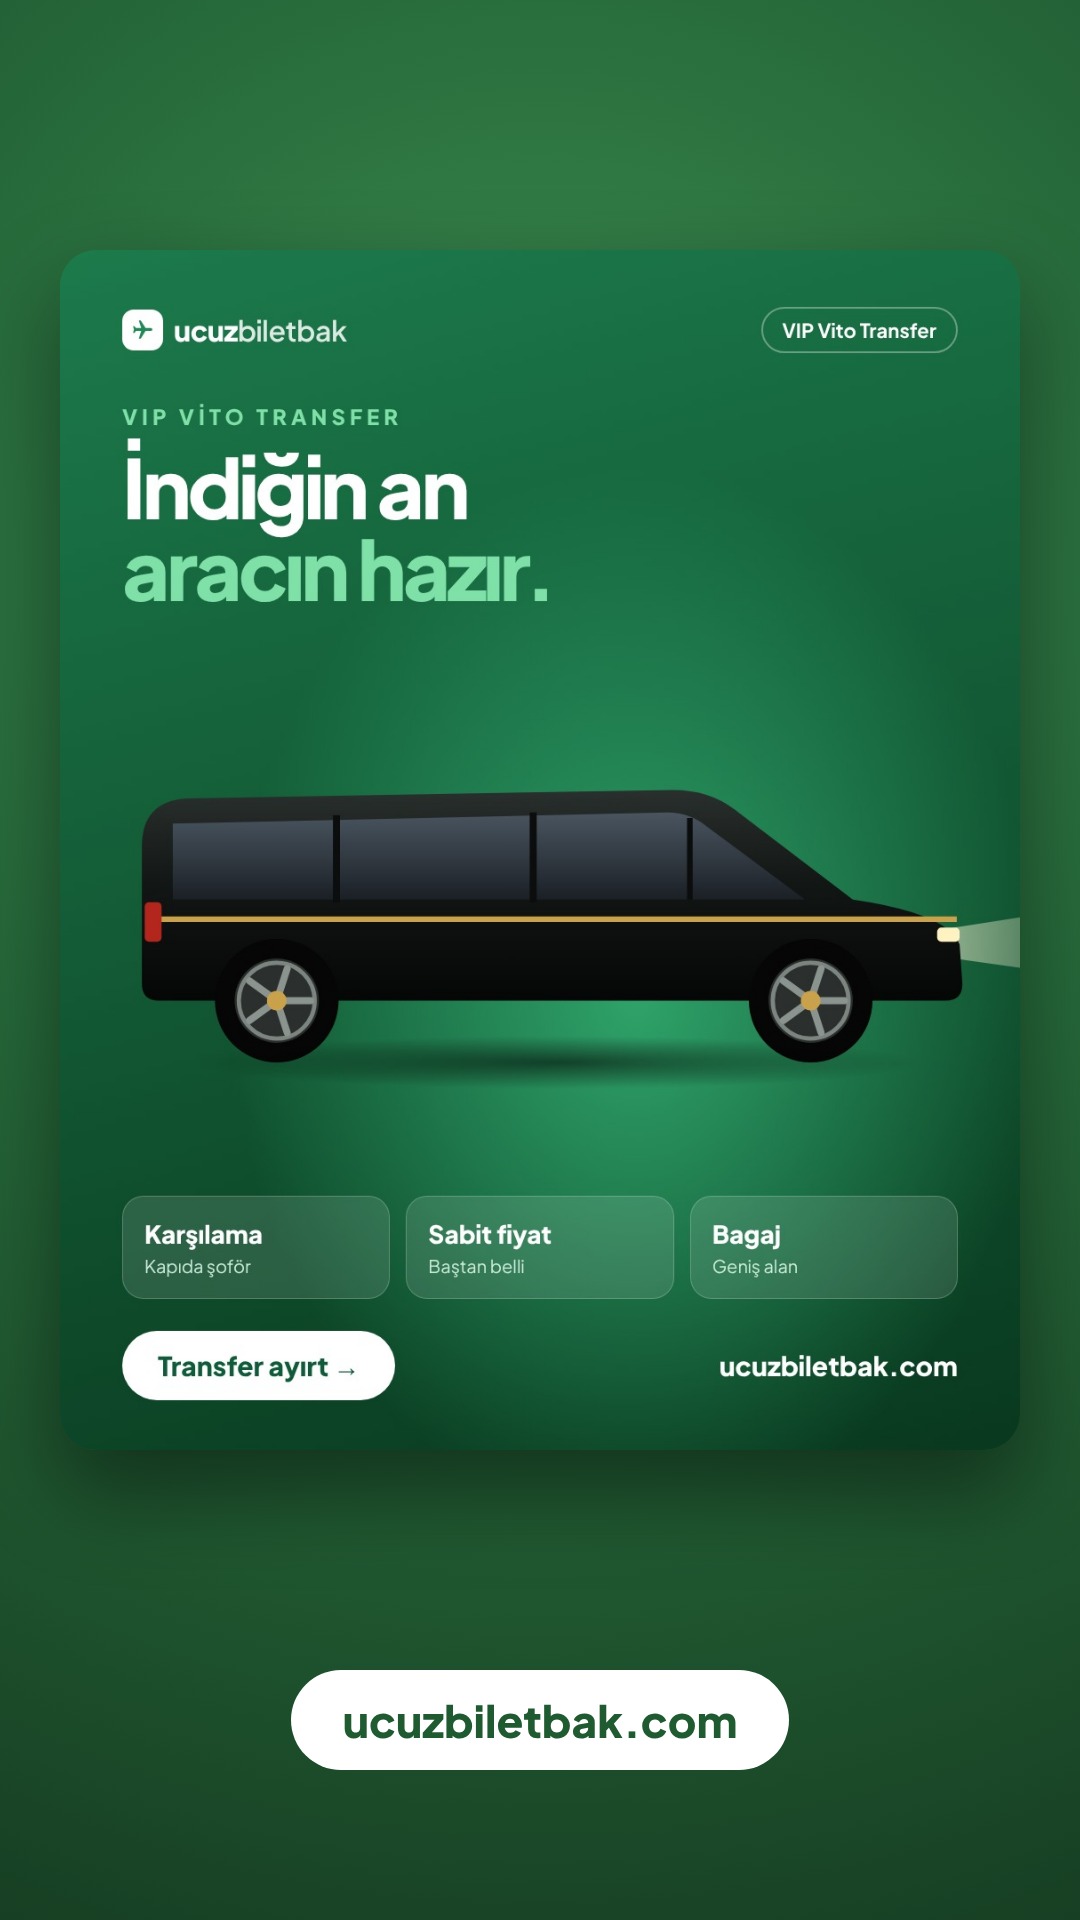 ucuzbiletbak
VIP Vito Transfer
VIP VİTO TRANSFER
İndiğin an
aracın hazır.
Karşılama
Kapıda şoför
Sabit fiyat
Baştan belli
Bagaj
Geniş alan
Transfer ayırt →
ucuzbiletbak.com
ucuzbiletbak.com